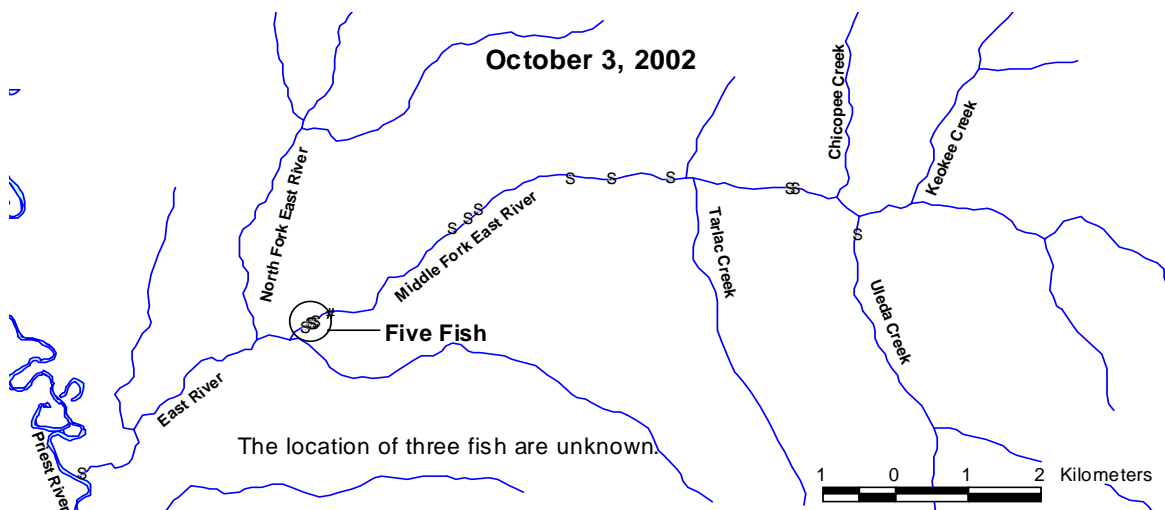 October 3, 2002
Chicopee Creek
Keokee Creek
North Fork East River
S
S
S
S S
S
S
S
Middle Fork East River
Tarlac Creek
S
Uleda Creek
#
S
Five Fish
East River
The location of three fish are unknown.
Priest River
S
1 0 1 2 Kilometers